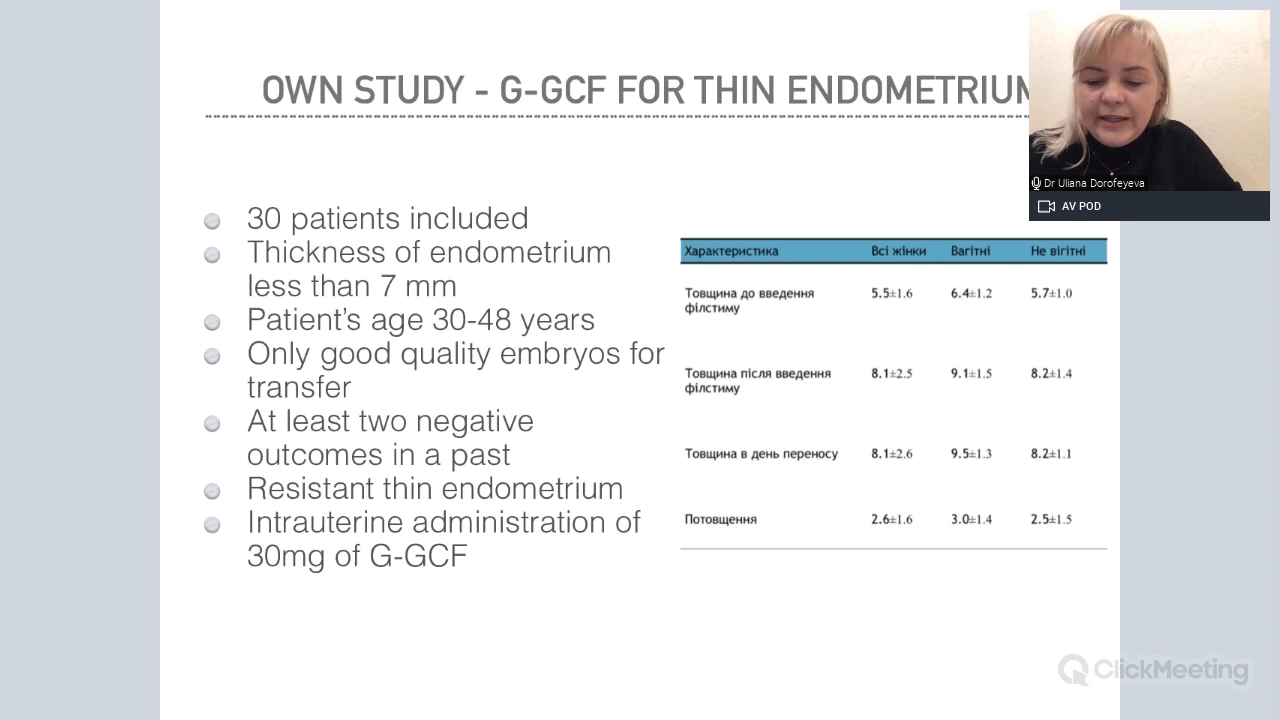 OWN STUDY - G-GCF FOR THIN ENDOMETRIUM
30 patients included
Thickness of endometrium
less than 7 mm
Patient's age 30-48 years
Only good quality embryos for
transfer
At least two negative
outcomes in a past
Resistant thin endometrium
Intrauterine administration of
30mg of G-GCF
Характеристика Всі жінки Вагітні Не вігітні
Товщина до введення 5.5±1.6 6.4±1.2 5.7±1.0
філстиму
Товщина після введення 8.1±2.5 9.1±1.5 8.2±1.4
філстиму
Товщина в день переносу 8.1±2.6 9.5±1.3 8.2±1.1
Потовщення 2.6±1.6 3.0±1.4 2.5±1.5
Dr Uliana Dorofeyeva
AV POD
ClickMeeting